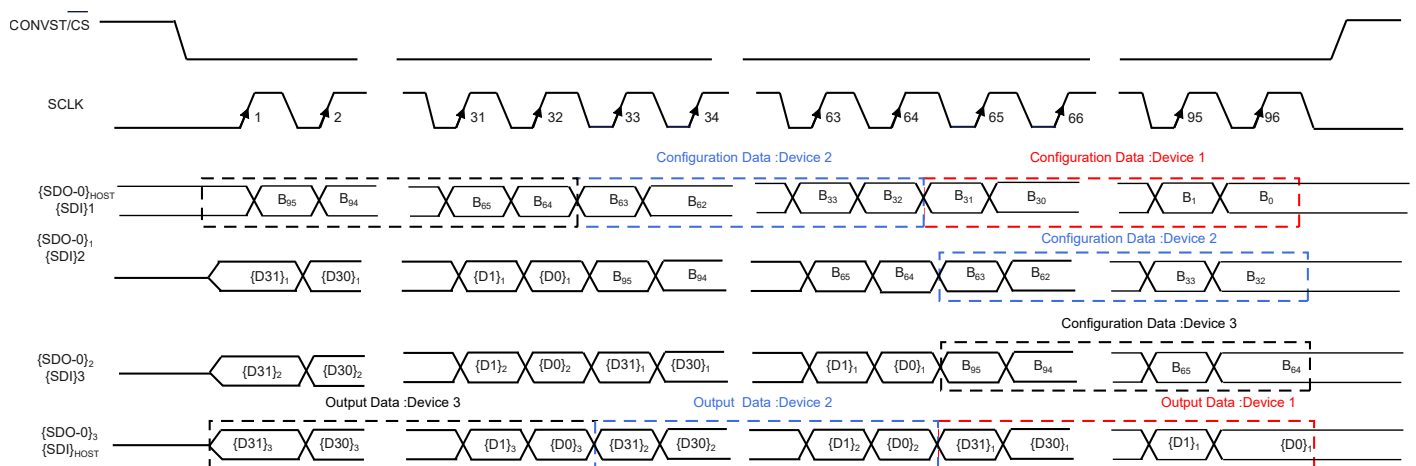 CONVST/CS
SCLK
1 2 31 32 33 34 63 64 65 66 95 96
Configuration Data :Device 2 Configuration Data :Device 1
{SDO-0}HOST
{SDI}1
B95 B94 B65 B64 B63 B62 B33 B32 B31 B30 B1 B0
{SDO-0}1
{SDI}2
Configuration Data :Device 2
{D31}1 {D30}1 {D1}1 {D0}1 B95 B94 B65 B64 B63 B62 B33 B32
Configuration Data :Device 3
{SDO-0}2
{SDI}3
{D31}2 {D30}2 {D1}2 {D0}2 {D31}1 {D30}1 {D1}1 {D0}1 B95 B94 B65 B64
Output Data :Device 3 Output Data :Device 2 Output Data :Device 1
{SDO-0}3
{SDI}HOST
{D31}3 {D30}3 {D1}3 {D0}3 {D31}2 {D30}2 {D1}2 {D0}2 {D31}1 {D30}1 {D1}1 {D0}1